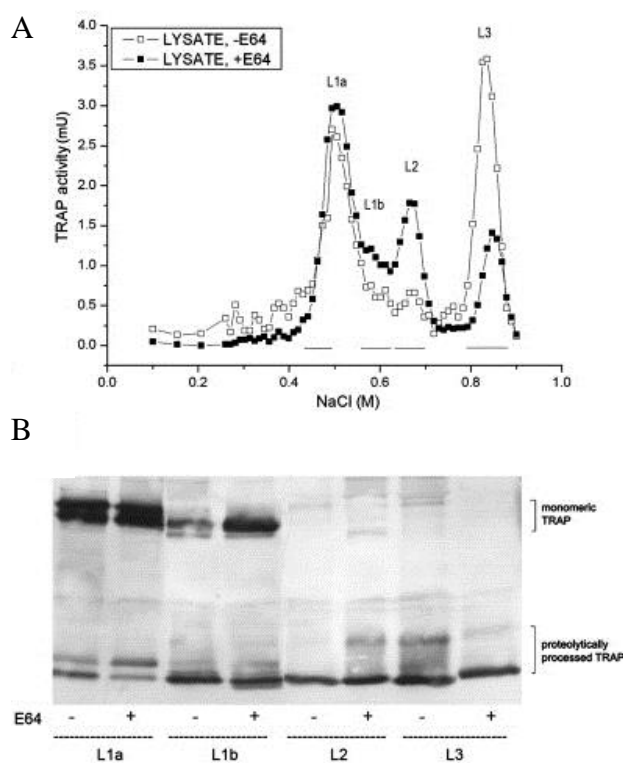 A
LYSATE, -E64
LYSATE, +E64
L1a
L1b
L2
L3
TRAP activity (mU)
4.0
3.5
3.0
2.5
2.0
1.5
1.0
0.5
0.0
0.0 0.2 0.4 0.6 0.8 1.0
NaCl (M)
B
monomeric
TRAP
proteolytically
processed TRAP
E64 - + - + - + - +
L1a L1b L2 L3